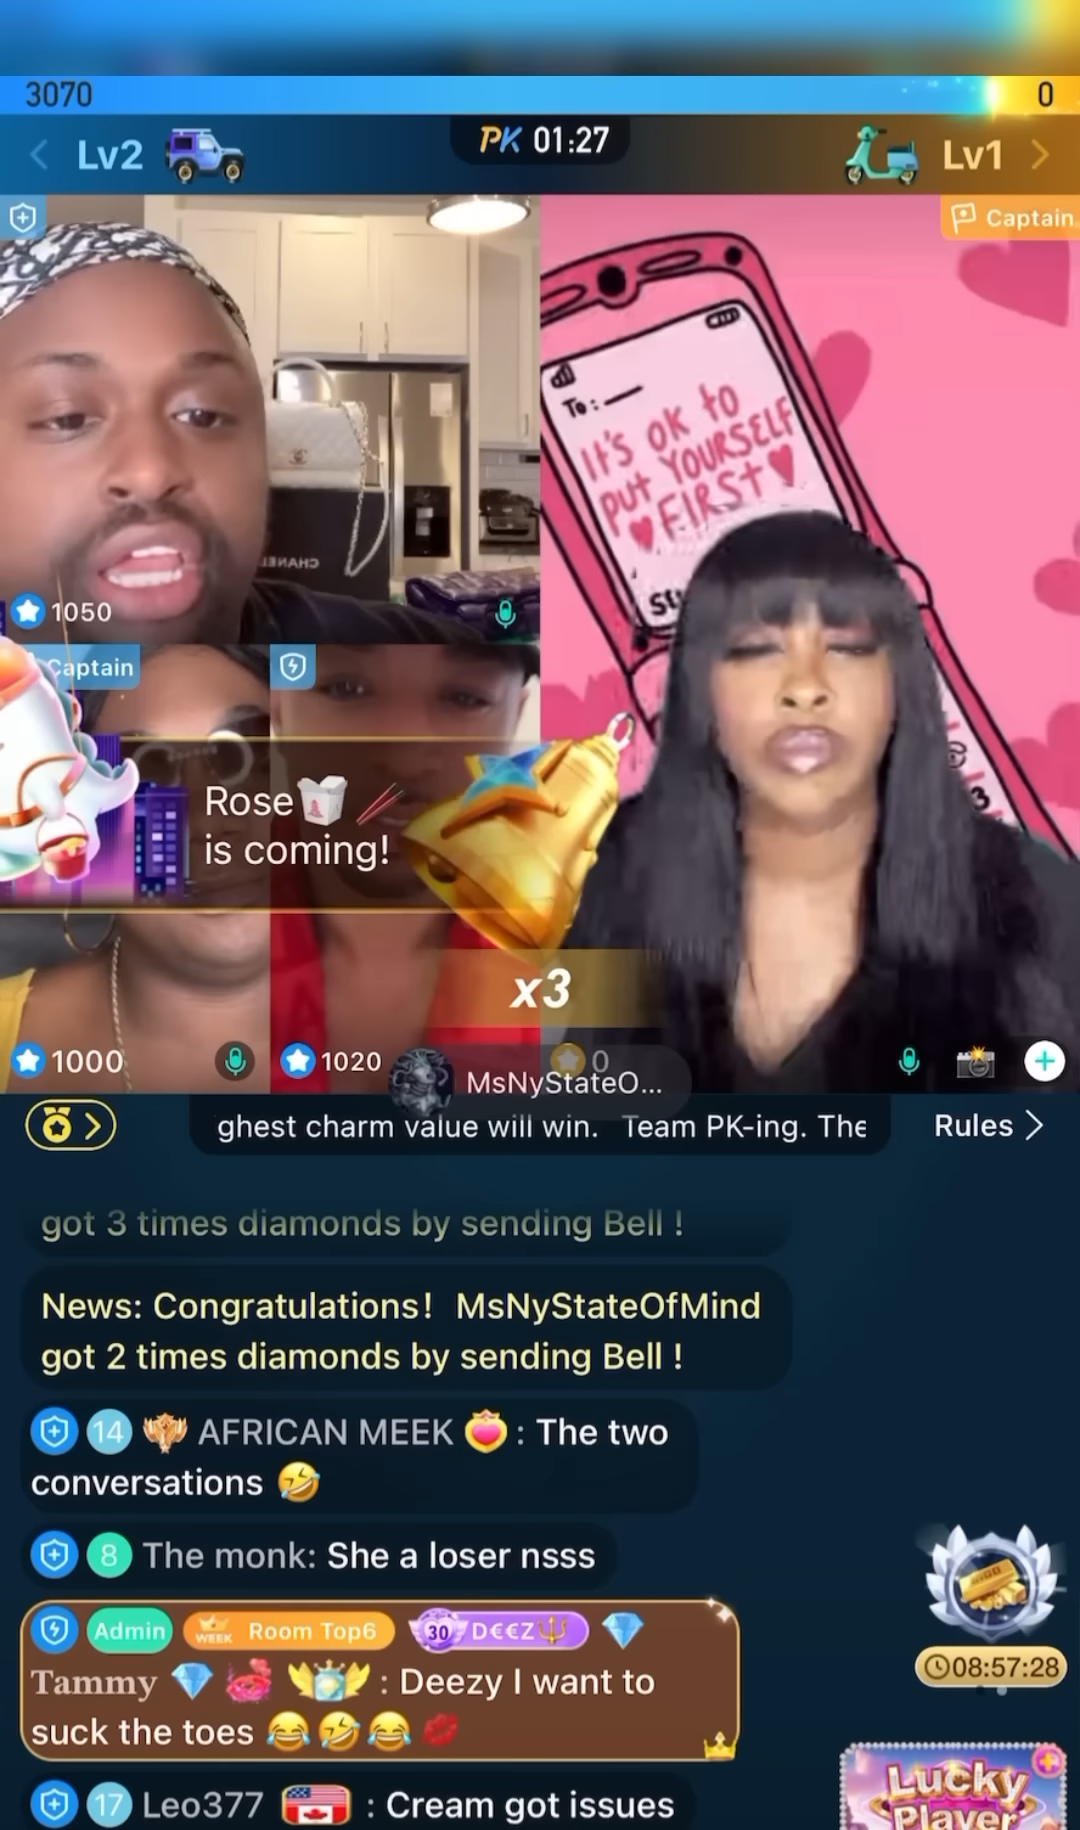 3070
0
Lv2
PK 01:27
Lv1
Captain
To:
IT'S OK TO
PUT YOURSELF
FIRST
CHANEL
1050
Captain
Rose
is coming!
x3
1000
1020
0
MsNyStateO...
ghest charm value will win. Team PK-ing. The
Rules
got 3 times diamonds by sending Bell !
News: Congratulations! MsNyStateOfMind
got 2 times diamonds by sending Bell !
14 AFRICAN MEEK 💝 : The two
conversations 🤣
8 The monk: She a loser nsss
Admin WEEK Room Top6 30 D€€Z🔱 💎
Tammy 💎 : Deezy I want to
suck the toes 😂🤣😂💋
08:57:28
17 Leo377 🇺🇸🇨🇦 : Cream got issues
Lucky
Player